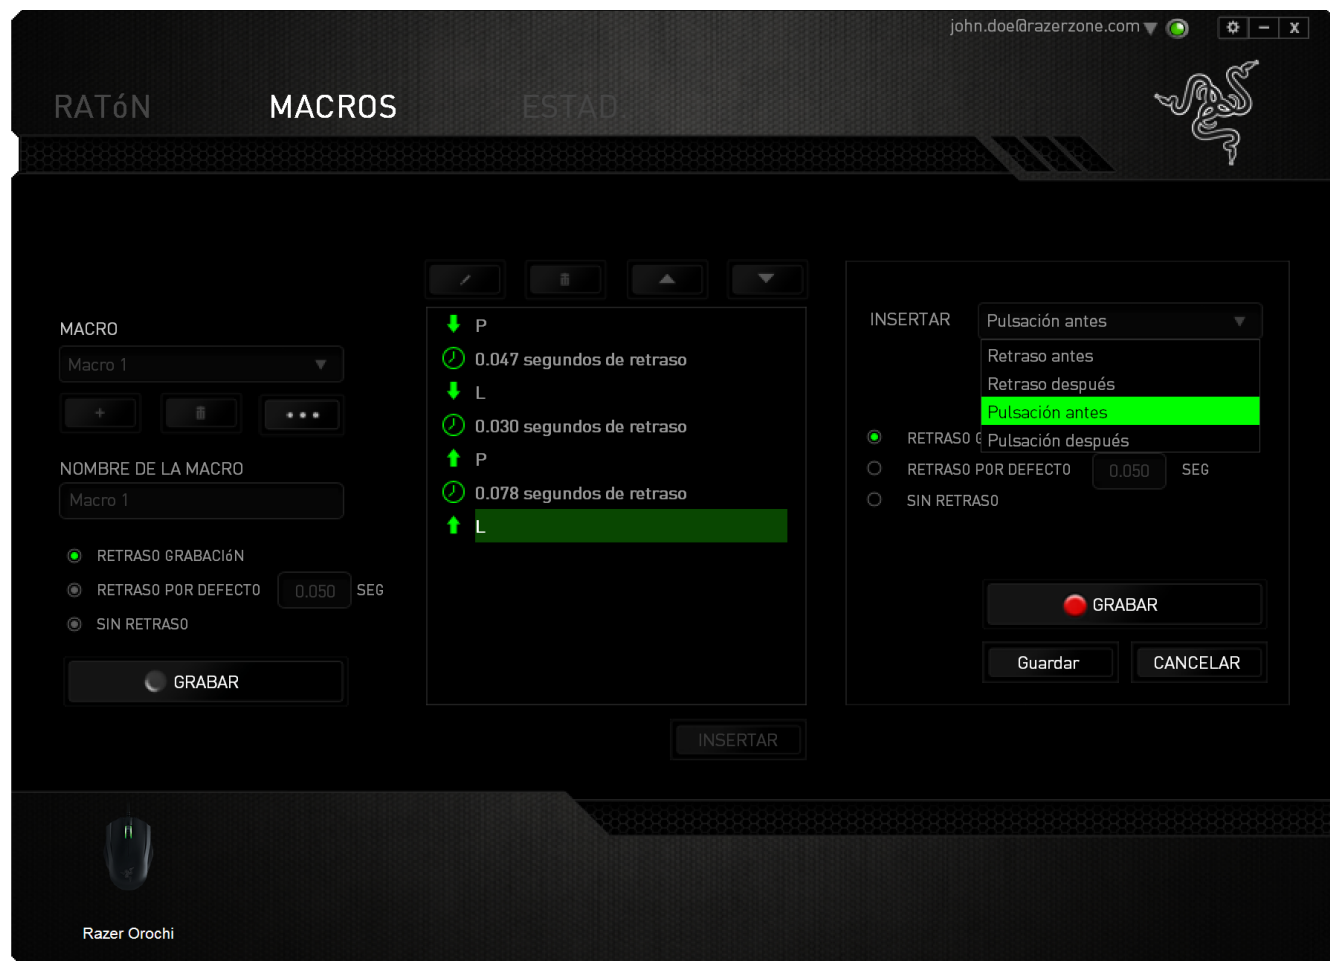 john.doe@razerzone.com
X
RATóN
MACROS
ESTAD.
MACRO
Macro 1
NOMBRE DE LA MACRO
Macro 1
RETRASO GRABACIóN
RETRASO POR DEFECTO 0.050 SEG
SIN RETRASO
GRABAR
P
0.047 segundos de retraso
L
0.030 segundos de retraso
P
0.078 segundos de retraso
L
INSERTAR
INSERTAR Pulsación antes
Retraso antes
Retraso después
Pulsación antes
Pulsación después
RETRASO
RETRASO POR DEFECTO 0.050 SEG
SIN RETRASO
GRABAR
Guardar
CANCELAR
Razer Orochi